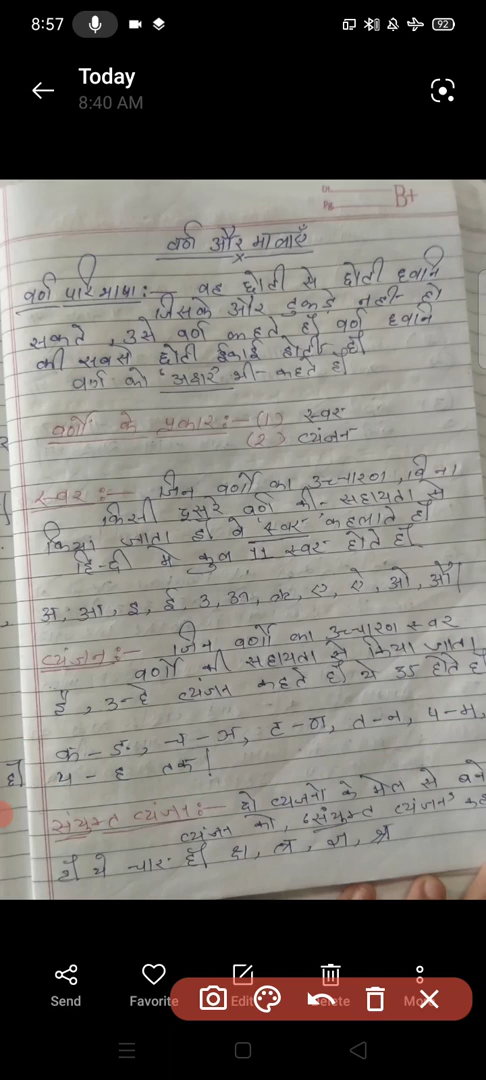 8:57
92
Today
8:40 AM
B+
वर्ण और मात्राएँ
वर्ण परिभाषा :- वह छोटी से छोटी ध्वनि
जिसके और टुकड़े नहीं हो
सकते, उसे वर्ण कहते हैं वर्ण ध्वनि
की सबसे छोटी ईकाई होती है
वर्ण को 'अक्षर' भी कहते हैं
वर्णों के प्रकार :- (1) स्वर
(2) व्यंजन
स्वर :- जिन वर्णों का उच्चारण, बिना
किसी दुसरे वर्ण की सहायता से
किया जाता है वे 'स्वर' कहलाते हैं
हिन्दी में कुल 11 स्वर होते हैं
अ, आ, इ, ई, उ, ऊ, ऋ, ए, ऐ, ओ, औ।
व्यंजन :- जिन वर्णों का उच्चारण स्वर
वर्णों की सहायता से किया जाता
है, उन्हे व्यंजन कहते हैं ये 35 होते है
क - ङ, च - ञ, ट - ण, त - न, प - म,
य - ह तक।
संयुक्त व्यंजन :- दो व्यंजनो के मेल से बने
व्यंजन को, 'संयुक्त व्यंजन'
हैं ये चार हैं क्ष, त्र, ज्ञ, श्र
Send
Favorite
Edit